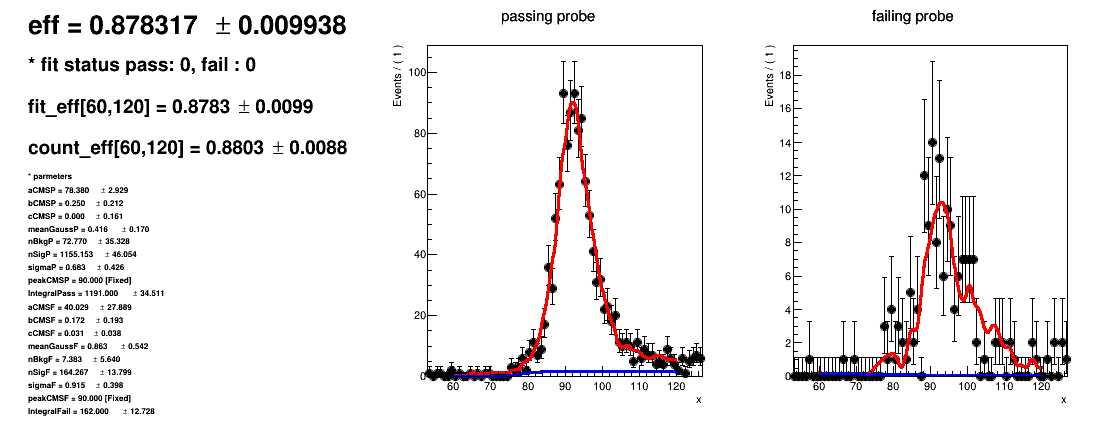 eff = 0.878317 ± 0.009938
* fit status pass: 0, fail : 0
fit_eff[60,120] = 0.8783 ± 0.0099
count_eff[60,120] = 0.8803 ± 0.0088
* parmeters
aCMSP = 78.380 ± 2.929
bCMSP = 0.250 ± 0.212
cCMSP = 0.000 ± 0.161
meanGaussP = 0.416 ± 0.170
nBkgP = 72.770 ± 35.328
nSigP = 1155.153 ± 46.054
sigmaP = 0.683 ± 0.426
peakCMSP = 90.000 [Fixed]
IntegralPass = 1191.000 ± 34.511
aCMSF = 40.029 ± 27.889
bCMSF = 0.172 ± 0.193
cCMSF = 0.031 ± 0.038
meanGaussF = 0.863 ± 0.542
nBkgF = 7.383 ± 5.640
nSigF = 164.267 ± 13.799
sigmaF = 0.915 ± 0.398
peakCMSF = 90.000 [Fixed]
IntegralFail = 162.000 ± 12.728
passing probe
Events / ( 1 )
100
80
60
40
20
0
60 70 80 90 100 110 120
x
failing probe
Events / ( 1 )
18
16
14
12
10
8
6
4
2
0
60 70 80 90 100 110 120
x